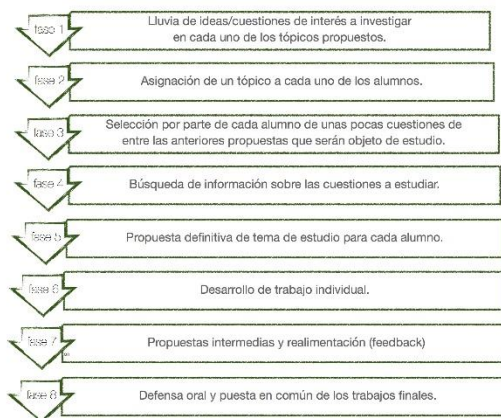 fase 1
Lluvia de ideas/cuestiones de interés a investigar
en cada uno de los tópicos propuestos.
fase 2
Asignación de un tópico a cada uno de los alumnos.
fase 3
Selección por parte de cada alumno de unas pocas cuestiones de
entre las anteriores propuestas que serán objeto de estudio.
fase 4
Búsqueda de información sobre las cuestiones a estudiar.
fase 5
Propuesta definitiva de tema de estudio para cada alumno.
fase 6
Desarrollo de trabajo individual.
fase 7
Propuestas intermedias y realimentación (feedback)
fase 8
Defensa oral y puesta en común de los trabajos finales.